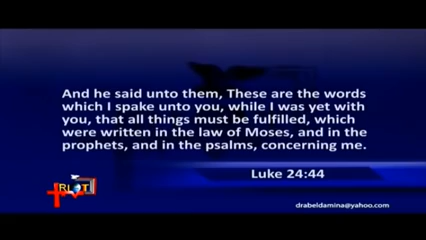 And he said unto them, These are the words
which I spake unto you, while I was yet with
you, that all things must be fulfilled, which
were written in the law of Moses, and in the
prophets, and in the psalms, concerning me.
Luke 24:44
drabeldamina@yahoo.com